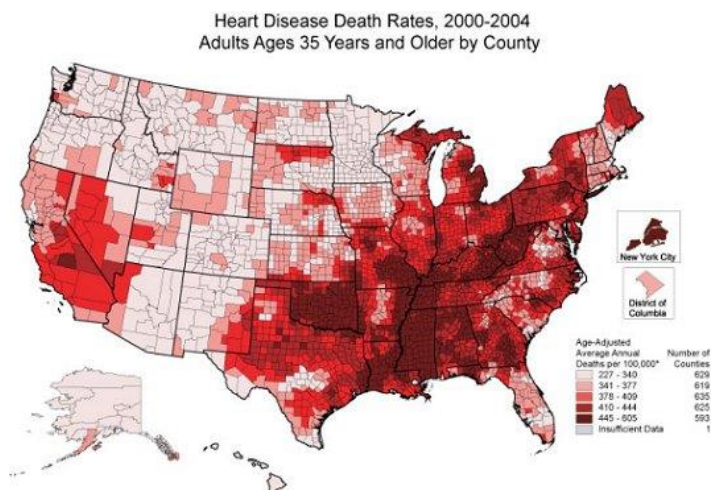 Heart Disease Death Rates, 2000-2004
Adults Ages 35 Years and Older by County
New York City
District of
Columbia
Age-Adjusted
Average Annual Number of
Deaths per 100,000* Counties
227 - 340 629
341 - 377 619
378 - 409 635
410 - 444 625
445 - 605 593
Insufficient Data 1